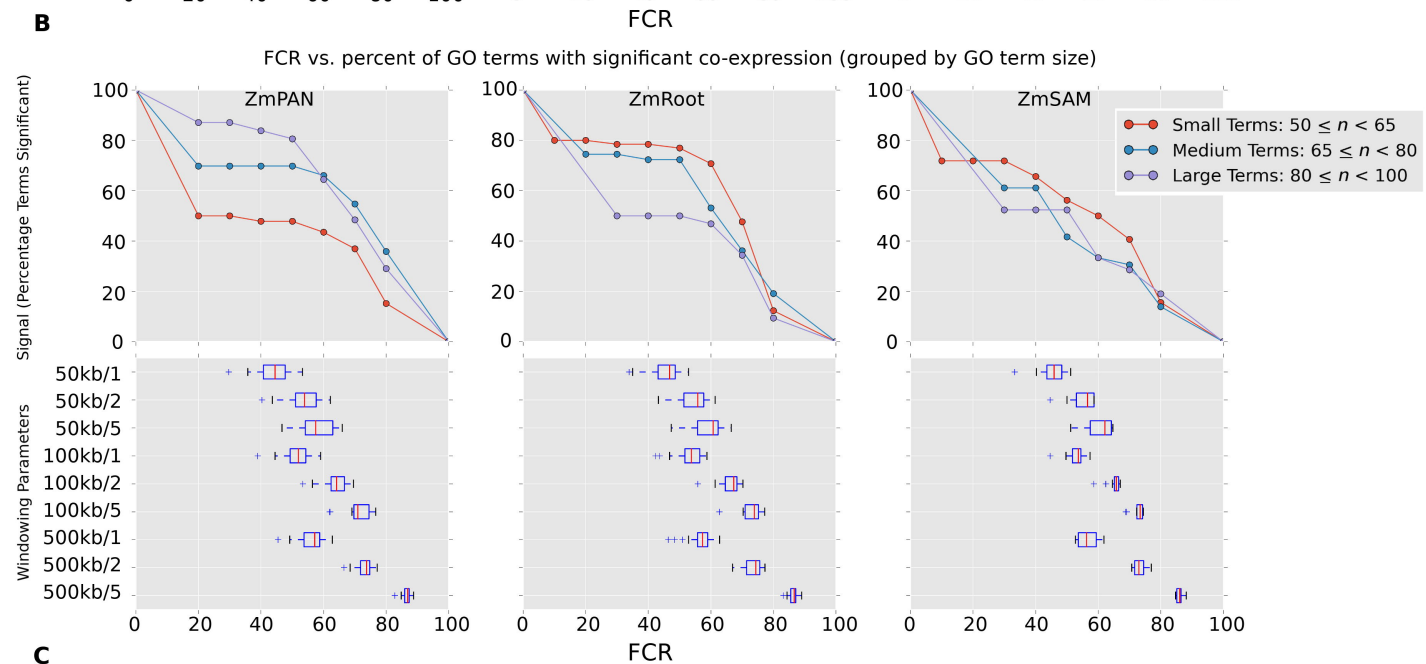 FCR
B
FCR vs. percent of GO terms with significant co-expression (grouped by GO term size)
Signal (Percentage Terms Significant)
100
80
60
40
20
0
ZmPAN
100
80
60
40
20
0
ZmRoot
100
80
60
40
20
0
ZmSAM
Small Terms: 50 ≤ n < 65
Medium Terms: 65 ≤ n < 80
Large Terms: 80 ≤ n < 100
Windowing Parameters
50kb/1
50kb/2
50kb/5
100kb/1
100kb/2
100kb/5
500kb/1
500kb/2
500kb/5
0 20 40 60 80 100
0 20 40 60 80 100
0 20 40 60 80 100
FCR
C